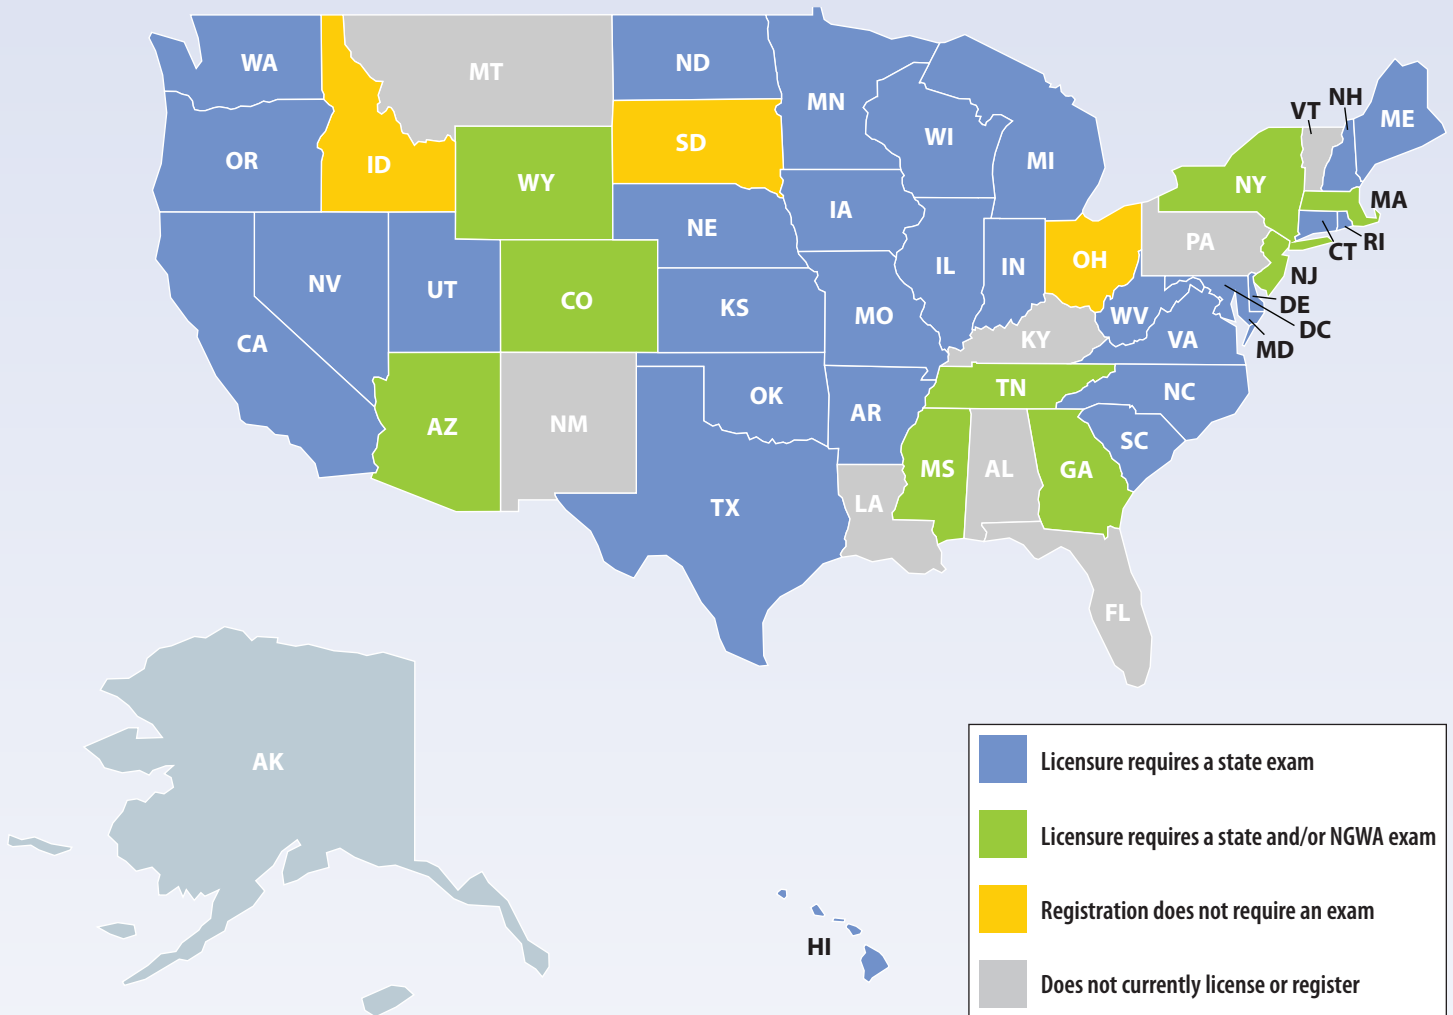 WA
MT
ND
MN
VT
NH
ME
OR
ID
SD
WI
MI
WY
NY
MA
NE
IA
PA
CT
RI
NV
UT
CO
KS
MO
IL
IN
OH
NJ
DE
DC
CA
WV
VA
MD
KY
AZ
NM
OK
AR
TN
NC
SC
TX
LA
MS
AL
GA
FL
AK
HI
Licensure requires a state exam
Licensure requires a state and/or NGWA exam
Registration does not require an exam
Does not currently license or register